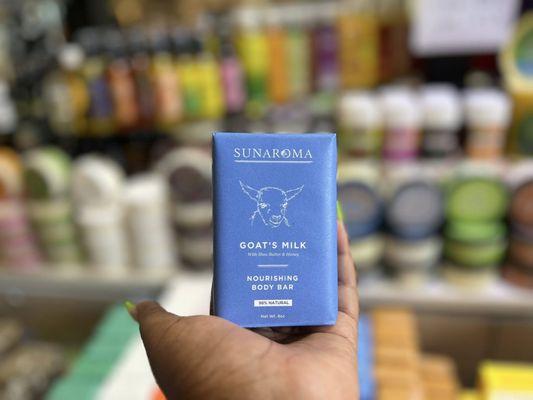 SUNAROMA
GOAT'S MILK
With Shea Butter & Honey
NOURISHING
BODY BAR
98% NATURAL
Net Wt. 8oz